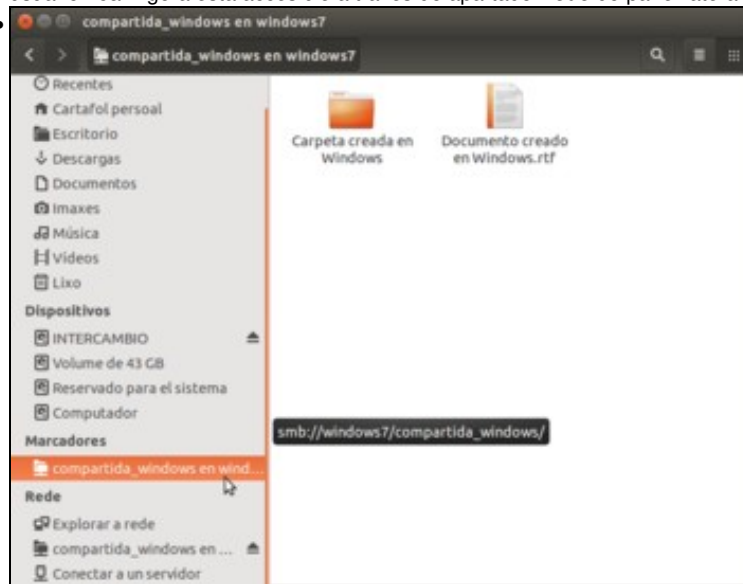 compartida_windows en windows7
compartida_windows en windows7
Recentes
Cartafol persoal
Escritorio
Descargas
Documentos
Imaxes
Música
Vídeos
Lixo
Dispositivos
INTERCAMBIO
Volume de 43 GB
Reservado para el sistema
Computador
Marcadores
compartida_windows en wind...
Rede
Explorar a rede
compartida_windows en ...
Conectar a un servidor
Carpeta creada en
Windows
Documento creado
en Windows.rtf
smb://windows7/compartida_windows/